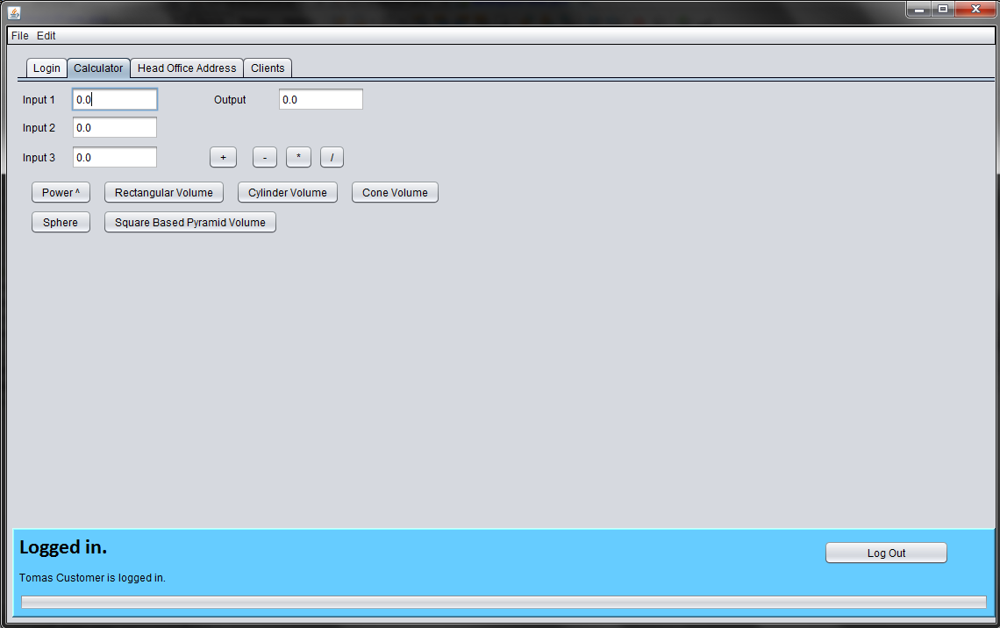 File Edit
Login Calculator Head Office Address Clients
Input 1 0.0 Output 0.0
Input 2 0.0
Input 3 0.0 + - * /
Power ^ Rectangular Volume Cylinder Volume Cone Volume
Sphere Square Based Pyramid Volume
Logged in.
Log Out
Tomas Customer is logged in.